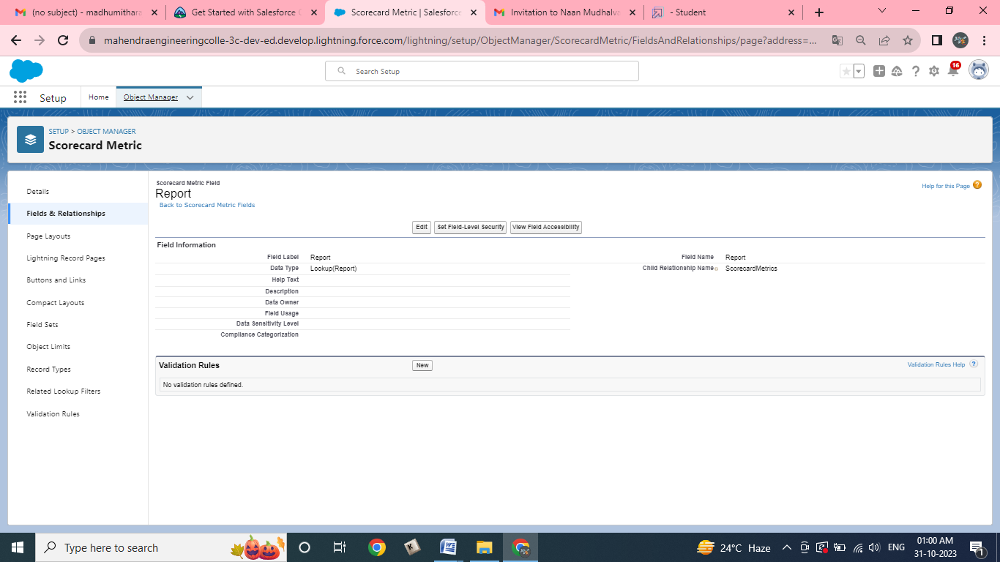 (no subject) - madhumithara
Get Started with Salesforce
Scorecard Metric | Salesforce
Invitation to Naan Mudhalva
- Student
mahendraengineeringcolle-3c-dev-ed.develop.lightning.force.com/lightning/setup/ObjectManager/ScorecardMetric/FieldsAndRelationships/page?address=...
Search Setup
16
Setup
Home
Object Manager
SETUP > OBJECT MANAGER
Scorecard Metric
Details
Fields & Relationships
Page Layouts
Lightning Record Pages
Buttons and Links
Compact Layouts
Field Sets
Object Limits
Record Types
Related Lookup Filters
Validation Rules
Scorecard Metric Field
Report
Back to Scorecard Metric Fields
Help for this Page
Edit Set Field-Level Security View Field Accessibility
Field Information
Field Label Report Field Name Report
Data Type Lookup(Report) Child Relationship Name ScorecardMetrics
Help Text
Description
Data Owner
Field Usage
Data Sensitivity Level
Compliance Categorization
Validation Rules New Validation Rules Help ?
No validation rules defined.
Type here to search
24°C Haze
ENG
01:00 AM
31-10-2023
1